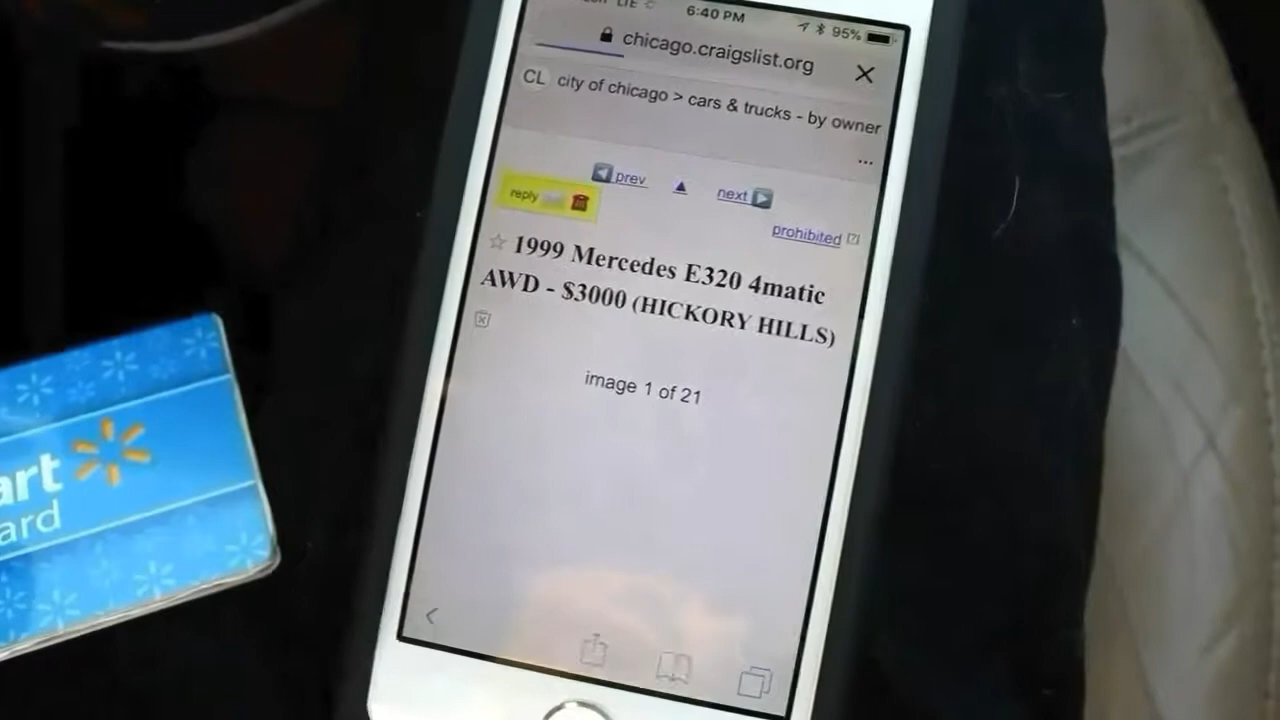 LTE 6:40 PM 95%
chicago.craigslist.org
CL city of chicago > cars & trucks - by owner
...
prev ▲ next
reply
prohibited [?]
☆ 1999 Mercedes E320 4matic
AWD - $3000 (HICKORY HILLS)
image 1 of 21
art
ard